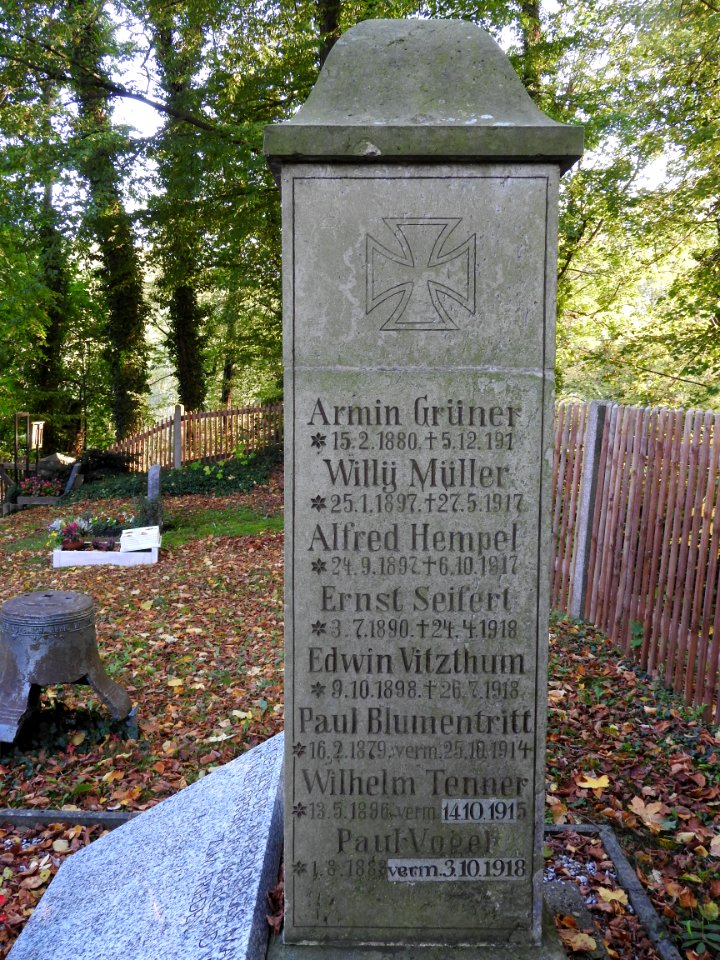 Armin Grüner
* 15.2.1880. † 5.12.191
Willÿ Müller
* 25.1.1897. † 27.5.1917
Alfred Hempel
* 24.9.1897. † 6.10.1917
Ernst Seifert
* 3.7.1890. † 24.4.1918
Edwin Vitzthum
* 9.10.1898. † 26.7.1918
Paul Blumentritt
* 16.2.1879. verm. 25.10.1914
Wilhelm Tenner
* 13.5.1896. verm. 14.10.1915
Paul Vogel
verm. 3.10.1918